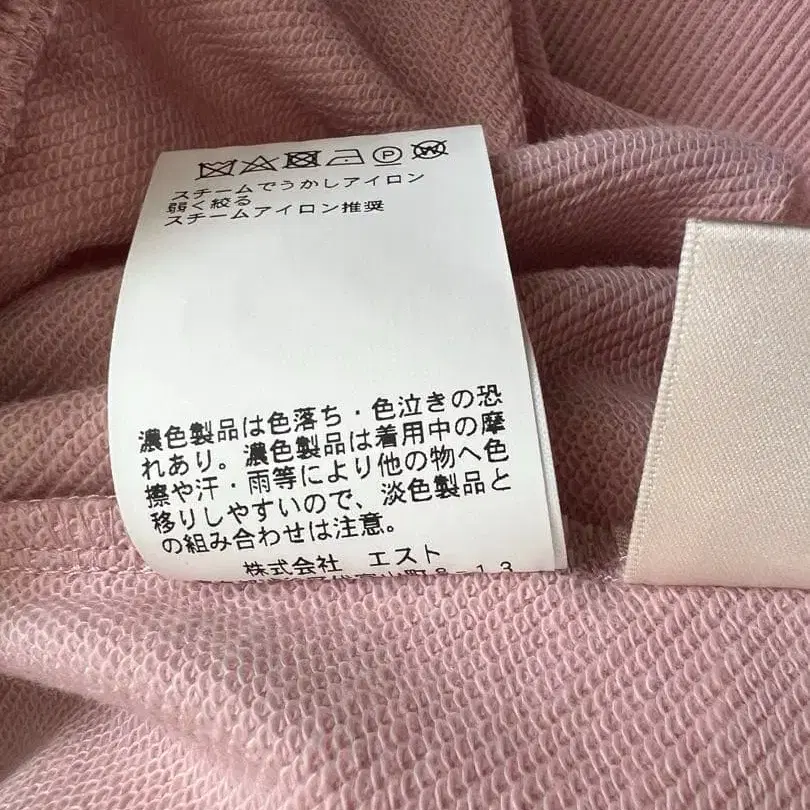 スチームでうかしアイロン
弱く絞る
スチームアイロン推奨
濃色製品は色落ち・色泣きの恐
れあり。濃色製品は着用中の摩
擦や汗・雨等により他の物へ色
移りしやすいので、淡色製品と
の組み合わせは注意。
株式会社 エスト